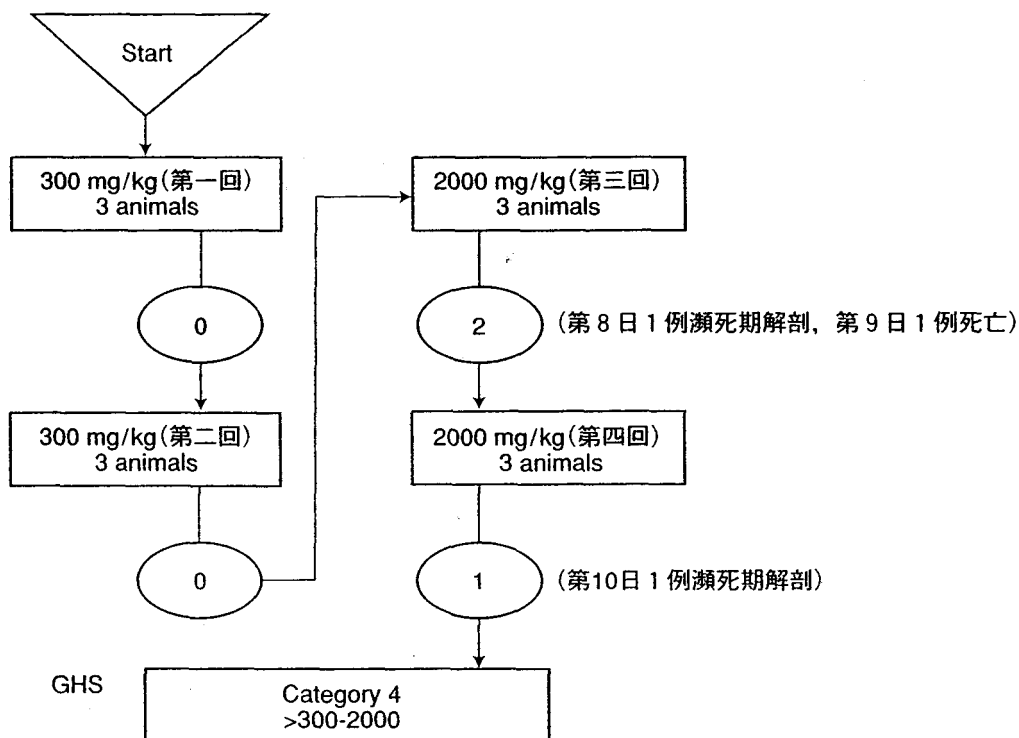 Start
300 mg/kg(第一回)
3 animals
0
300 mg/kg(第二回)
3 animals
0
2000 mg/kg(第三回)
3 animals
2
(第8日1例瀕死期解剖，第9日1例死亡)
2000 mg/kg(第四回)
3 animals
1
(第10日1例瀕死期解剖)
GHS
Category 4
>300-2000